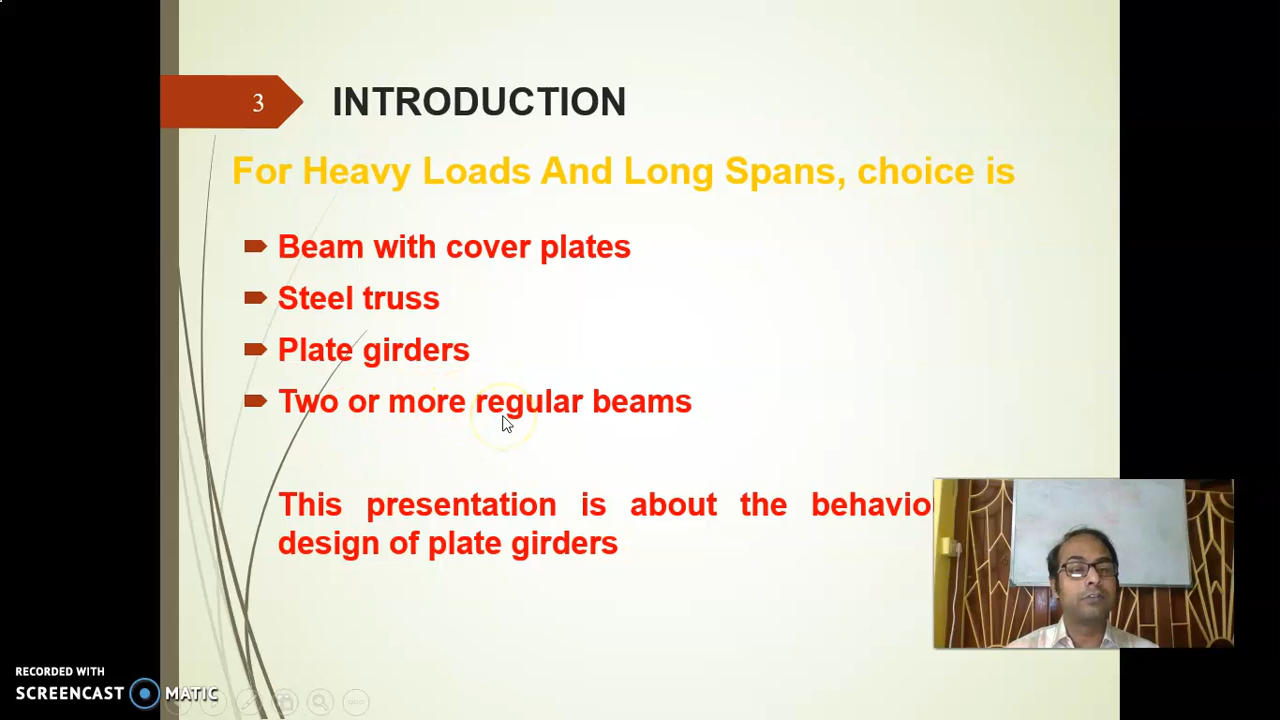 3
INTRODUCTION
For Heavy Loads And Long Spans, choice is
Beam with cover plates
Steel truss
Plate girders
Two or more regular beams
This presentation is about the
design of plate girders
RECORDED WITH
SCREENCAST MATIC